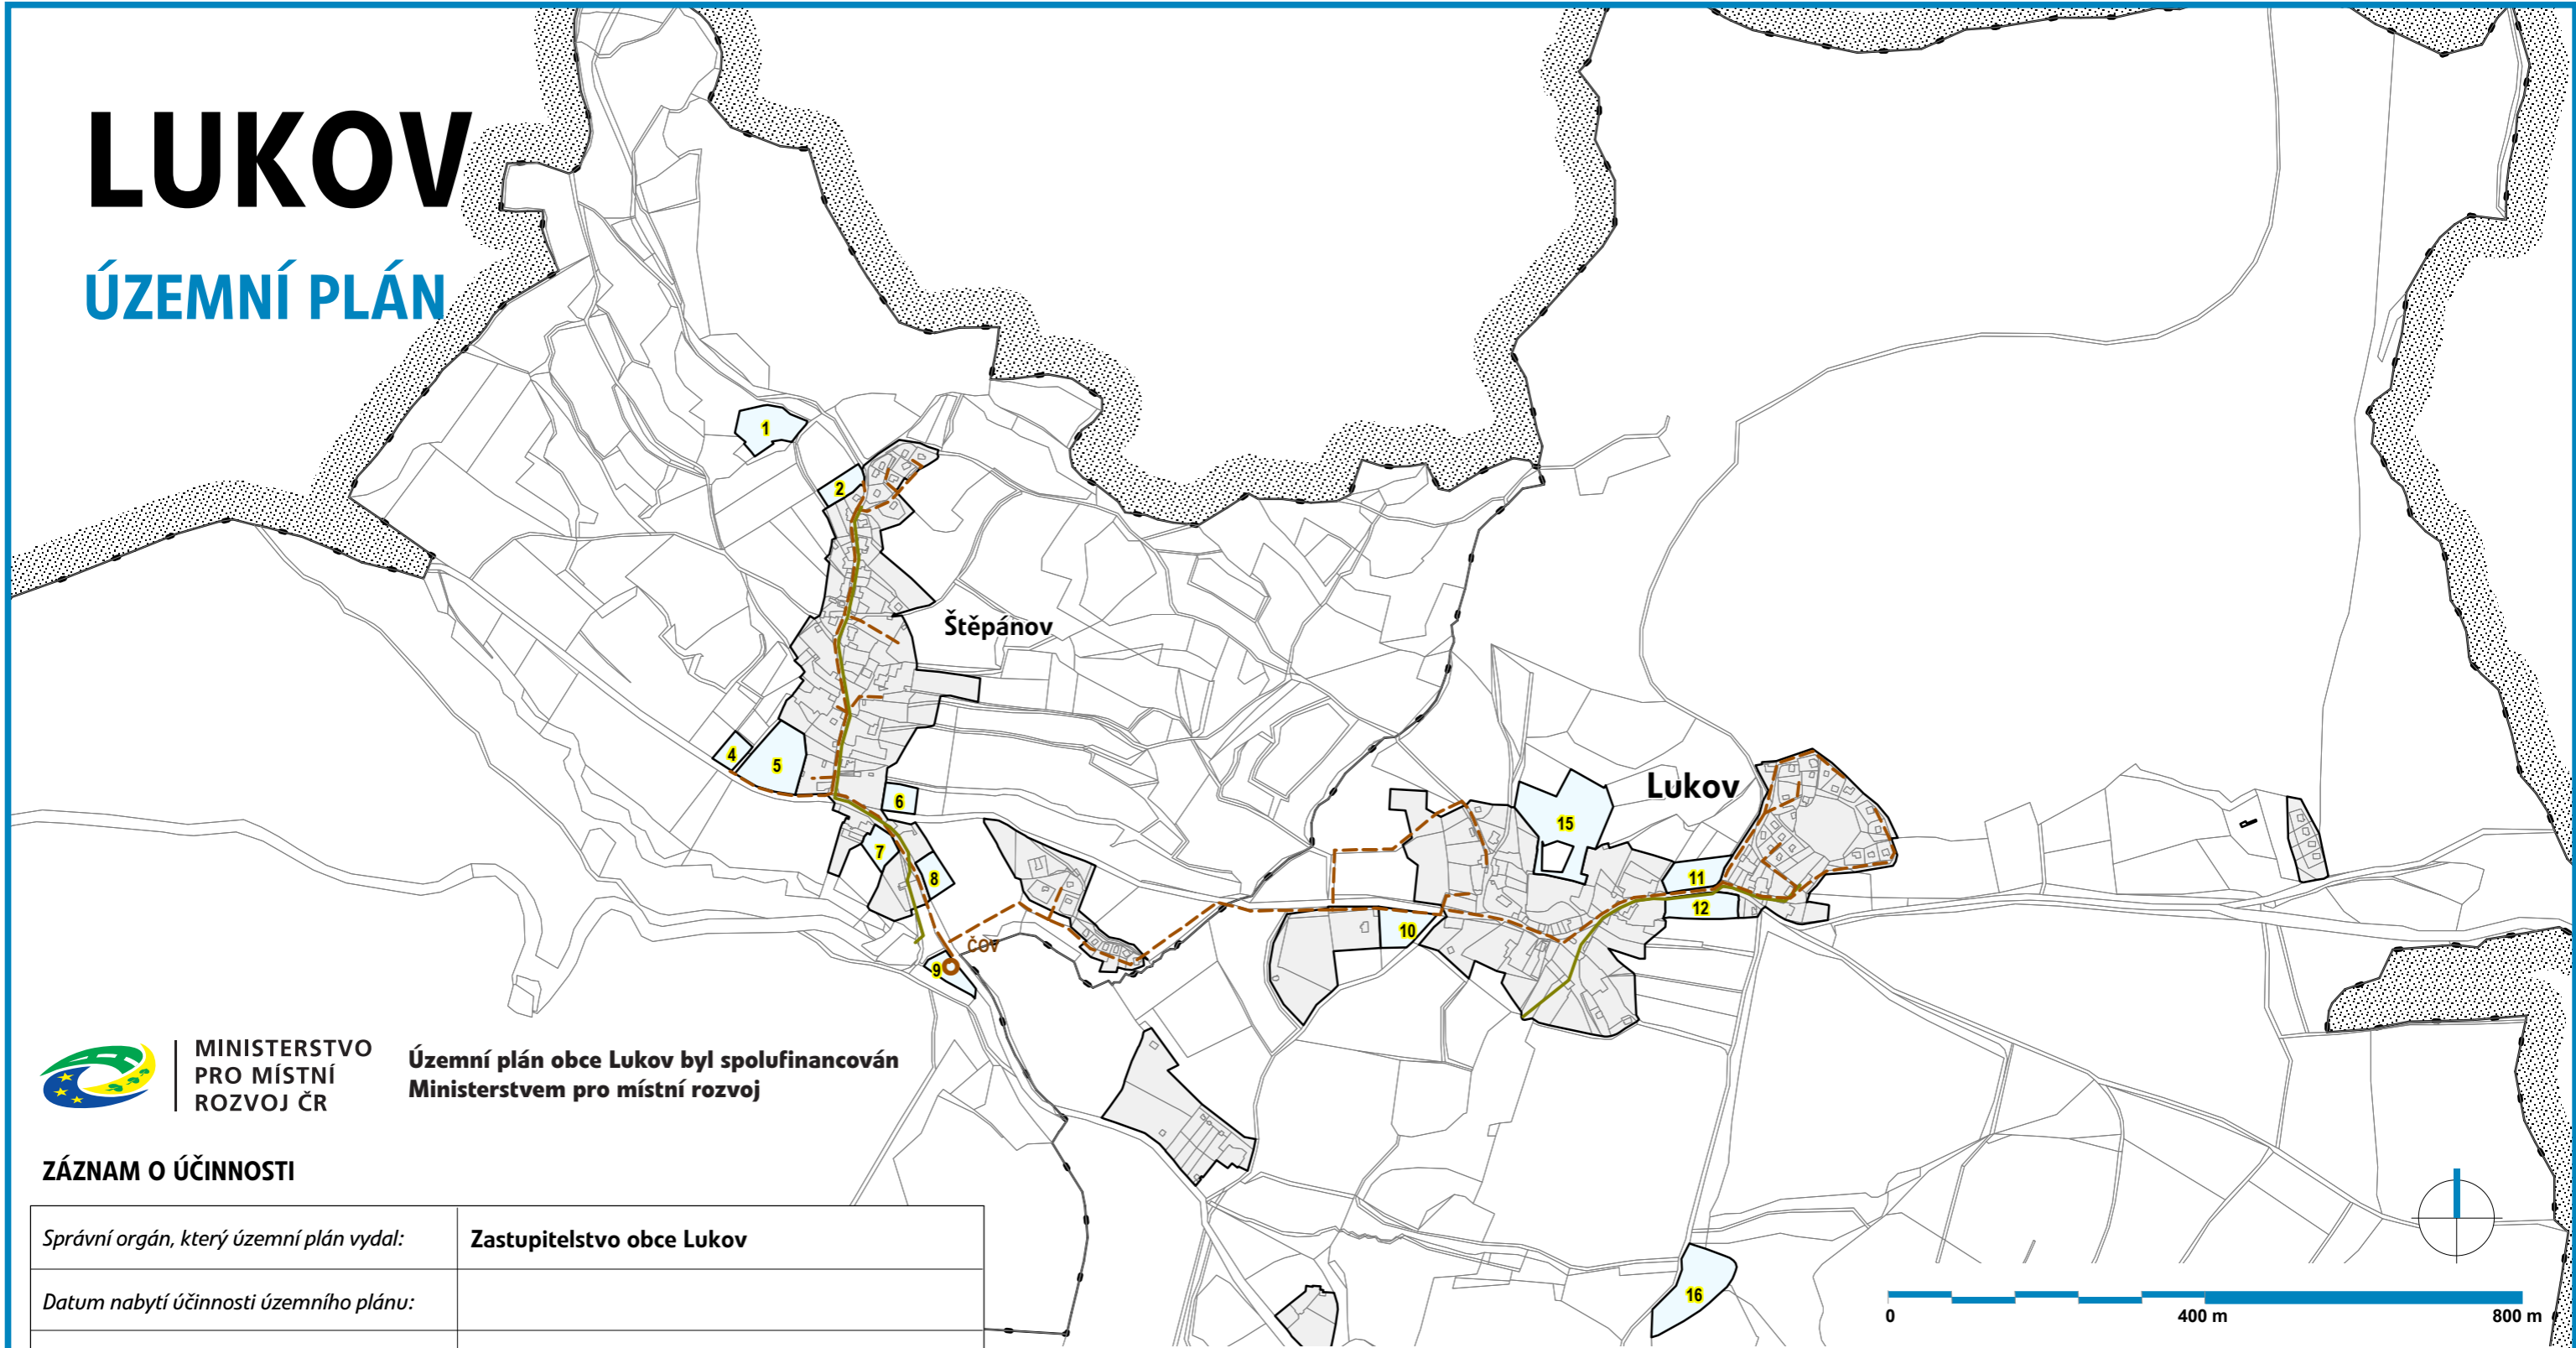 LUKOV
ÚZEMNÍ PLÁN
1
2
Štěpánov
4
5
6
7
8
9
ČOV
Lukov
15
11
12
10
16
MINISTERSTVO
PRO MÍSTNÍ
ROZVOJ ČR
Územní plán obce Lukov byl spolufinancován
Ministerstvem pro místní rozvoj
ZÁZNAM O ÚČINNOSTI
Správní orgán, který územní plán vydal:
Zastupitelstvo obce Lukov
Datum nabytí účinnosti územního plánu:
0
400 m
800 m